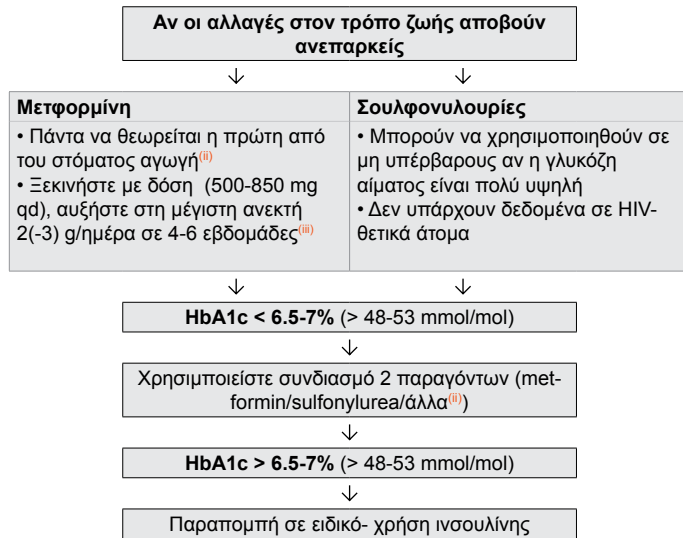 Αν οι αλλαγές στον τρόπο ζωής αποβούν
ανεπαρκείς
Μετφορμίνη
• Πάντα να θεωρείται η πρώτη από
του στόματος αγωγή(ii)
• Ξεκινήστε με δόση (500-850 mg
qd), αυξήστε στη μέγιστη ανεκτή
2(-3) g/ημέρα σε 4-6 εβδομάδες(iii)
Σουλφονυλουρίες
• Μπορούν να χρησιμοποιηθούν σε
μη υπέρβαρους αν η γλυκόζη
αίματος είναι πολυ υψηλή
• Δεν υπάρχουν δεδομένα σε HIV-
θετικά άτομα
HbA1c < 6.5-7% (> 48-53 mmol/mol)
Χρησιμποιείστε συνδιασμό 2 παραγόντων (met-
formin/sulfonylurea/άλλα(ii))
HbA1c > 6.5-7% (> 48-53 mmol/mol)
Παραπομπή σε ειδικό- χρήση ινσουλίνης